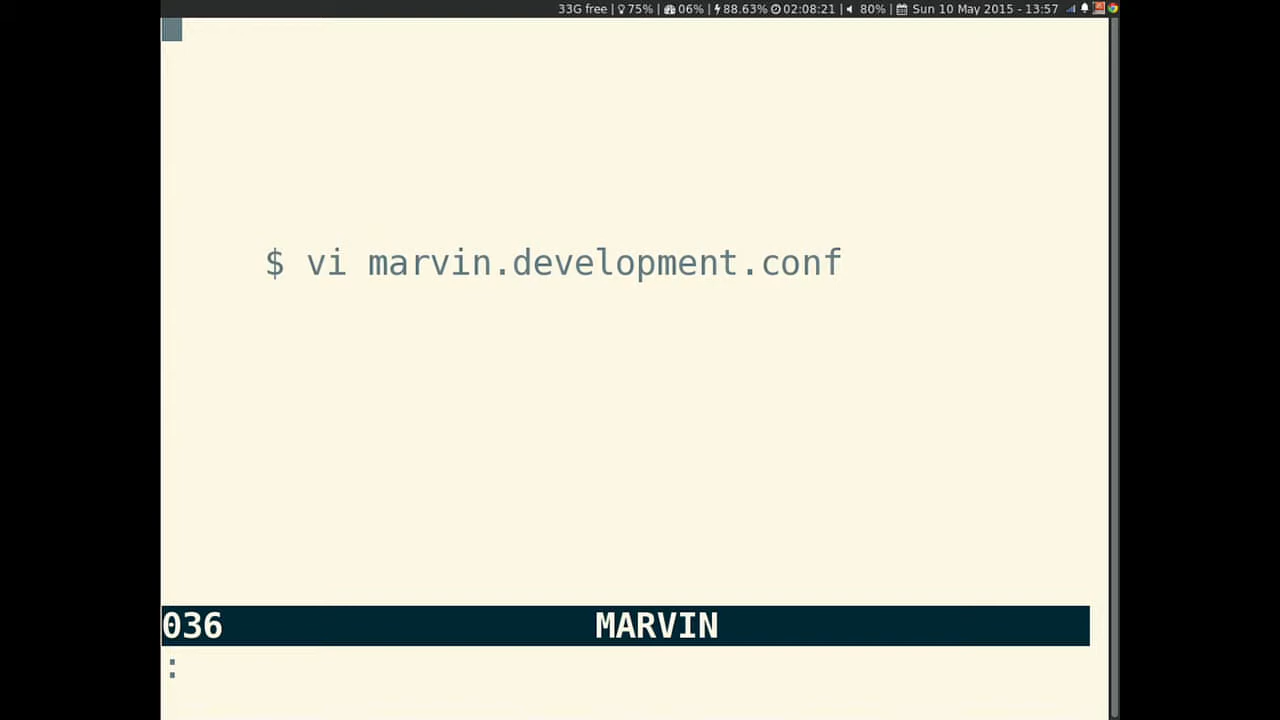 33G free | 75% | 06% | 88.63% 02:08:21 | 80% | Sun 10 May 2015 - 13:57
$ vi marvin.development.conf
036 MARVIN
: